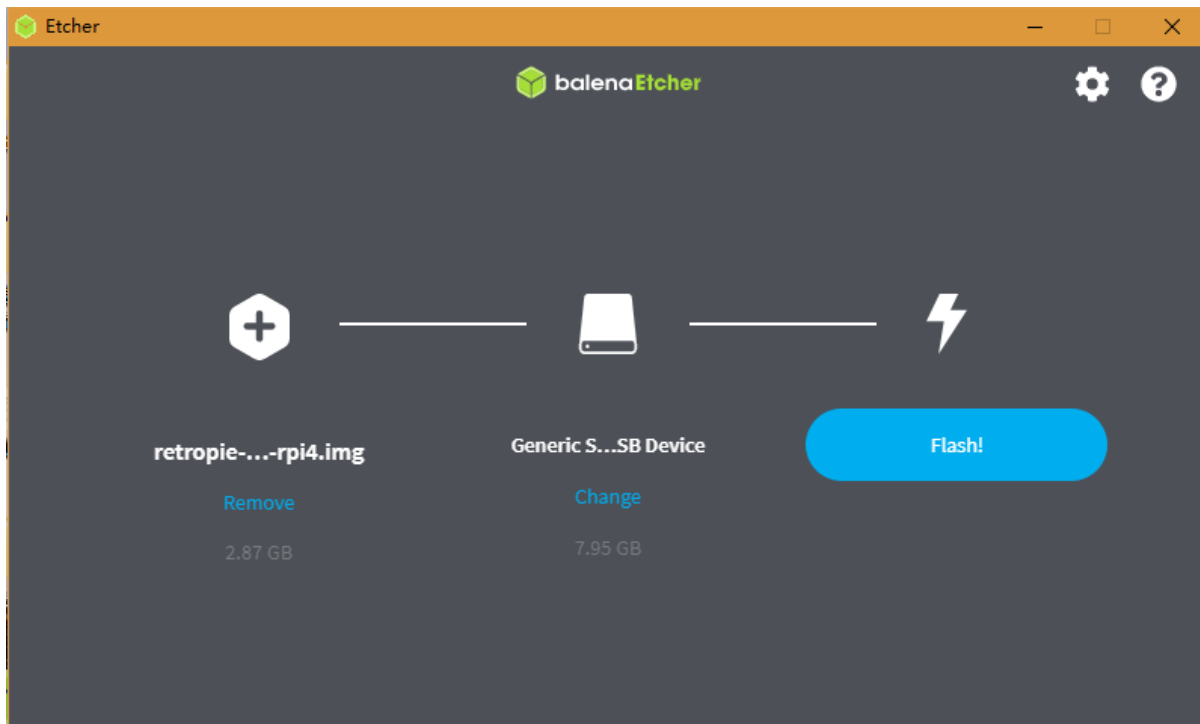 Etcher
balenaEtcher
retropie-...-rpi4.img
Generic S...SB Device
Flash!
Remove
Change
2.87 GB
7.95 GB